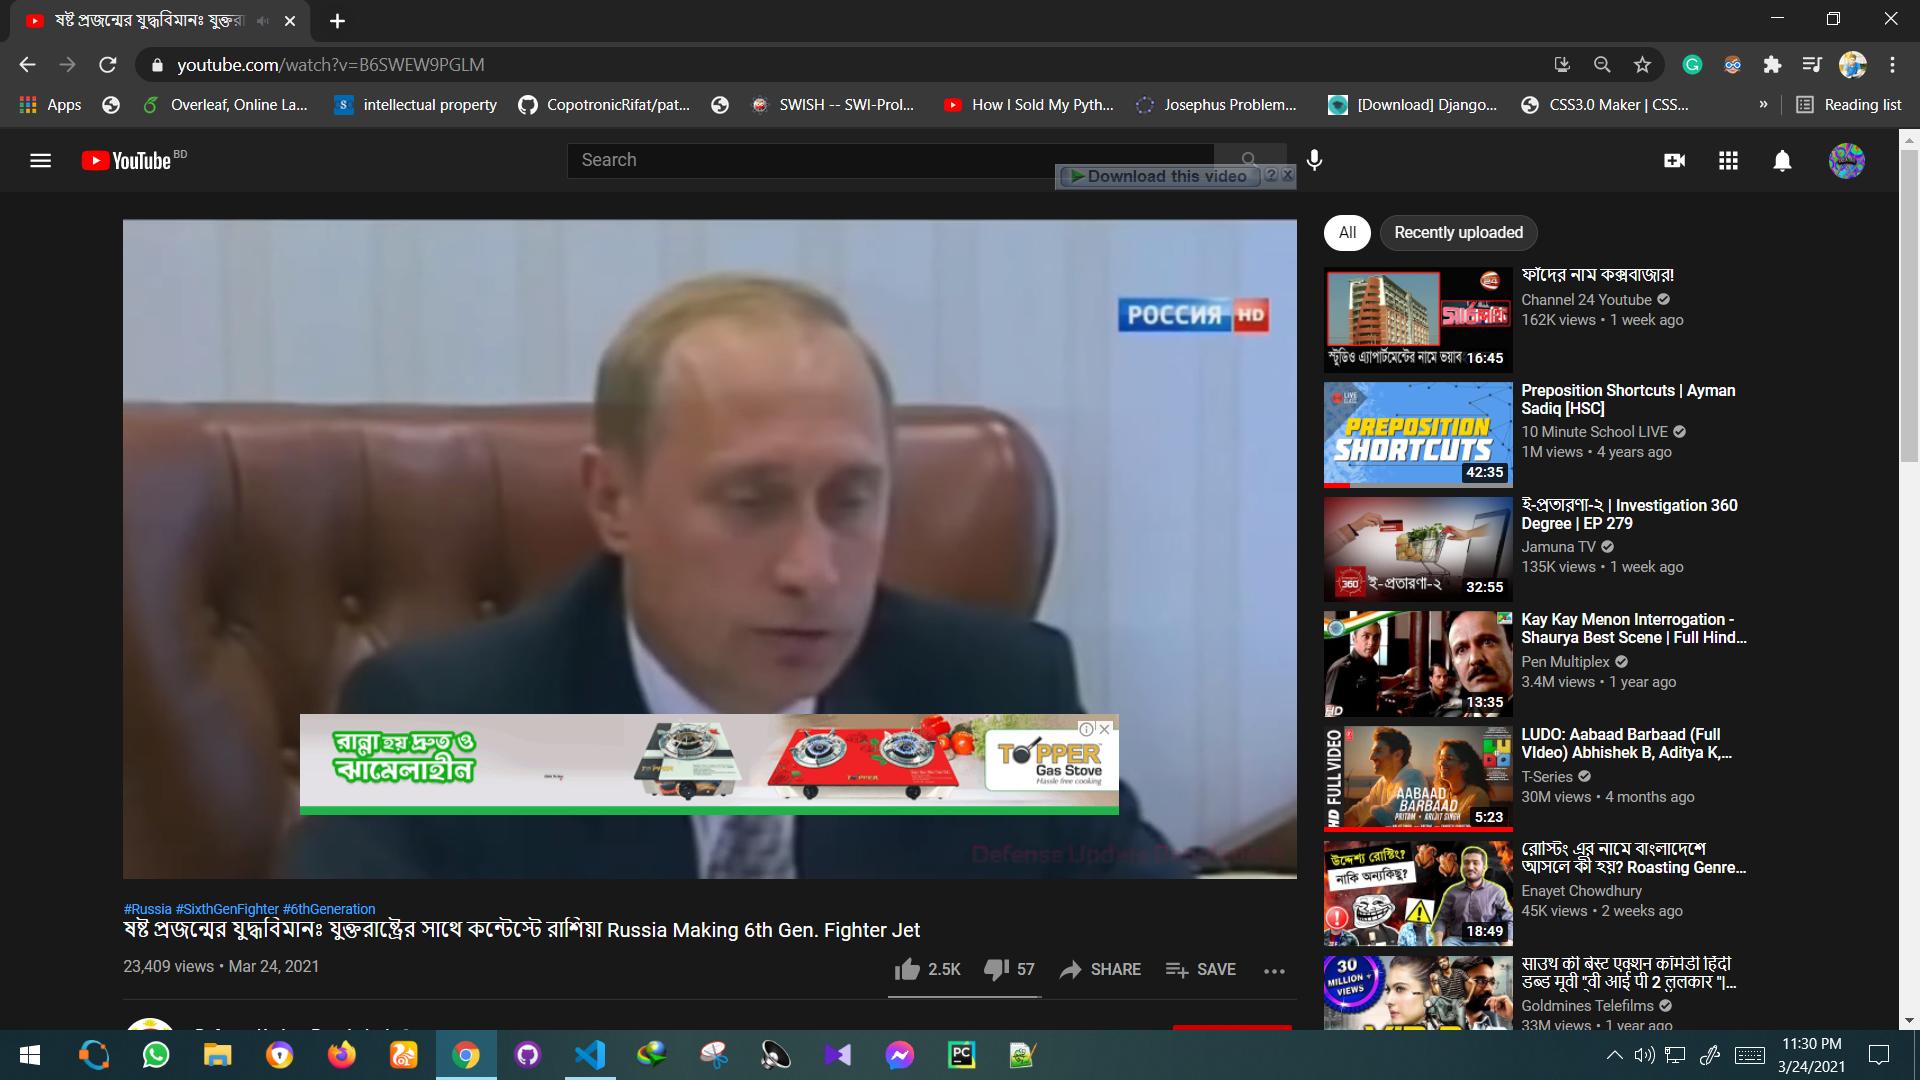 ষষ্ট প্রজন্মের যুদ্ধবিমানঃ যুক্তরা
youtube.com/watch?v=B6SWEW9PGLM
Apps
Overleaf, Online La...
intellectual property
CopotronicRifat/pat...
SWISH -- SWI-Prol...
How I Sold My Pyth...
Josephus Problem...
[Download] Django...
CSS3.0 Maker | CSS...
»
Reading list
YouTube BD
Search
Download this video
?
РОССИЯ HD
রান্না হয় দ্রুত ও
ঝামেলাহীন
TOPPER
TOPPER
TOPPER
Gas Stove
Hassle free cooking
Defense Update
#Russia #SixthGenFighter #6thGeneration
ষষ্ট প্রজন্মের যুদ্ধবিমানঃ যুক্তরাষ্ট্রের সাথে কন্টেস্টে রাশিয়া Russia Making 6th Gen. Fighter Jet
23,409 views • Mar 24, 2021
2.5K
57
SHARE
SAVE
All
Recently uploaded
24
সার্চলাইট
স্টুডিও এ্যাপার্টমেন্টের নামে ভয়াব
16:45
ফাঁদের নাম কক্সবাজার!
Channel 24 Youtube
162K views • 1 week ago
LIVE
PREPOSITION
SHORTCUTS
42:35
Preposition Shortcuts | Ayman
Sadiq [HSC]
10 Minute School LIVE
1M views • 4 years ago
360
ই-প্রতারণা-২
32:55
ই-প্রতারণা-২ | Investigation 360
Degree | EP 279
Jamuna TV
135K views • 1 week ago
HD
13:35
Kay Kay Menon Interrogation -
Shaurya Best Scene | Full Hind...
Pen Multiplex
3.4M views • 1 year ago
HD FULL VIDEO
AABAAD
BARBAAD
PRITAM • ARIJIT SINGH
5:23
LUDO: Aabaad Barbaad (Full
VIdeo) Abhishek B, Aditya K,...
T-Series
30M views • 4 months ago
উদ্দেশ্য রোস্টিং?
নাকি অন্যকিছু?
18:49
রোস্টিং এর নামে বাংলাদেশে
আসলে কী হয়? Roasting Genre...
Enayet Chowdhury
45K views • 2 weeks ago
30
MILLION +
VIEWS
साउथ की बेस्ट एक्शन कॉमेडी हिंदी
डब्ड मूवी "वी आई पी 2 ललकार "|...
Goldmines Telefilms
33M views • 1 year ago
11:30 PM
3/24/2021